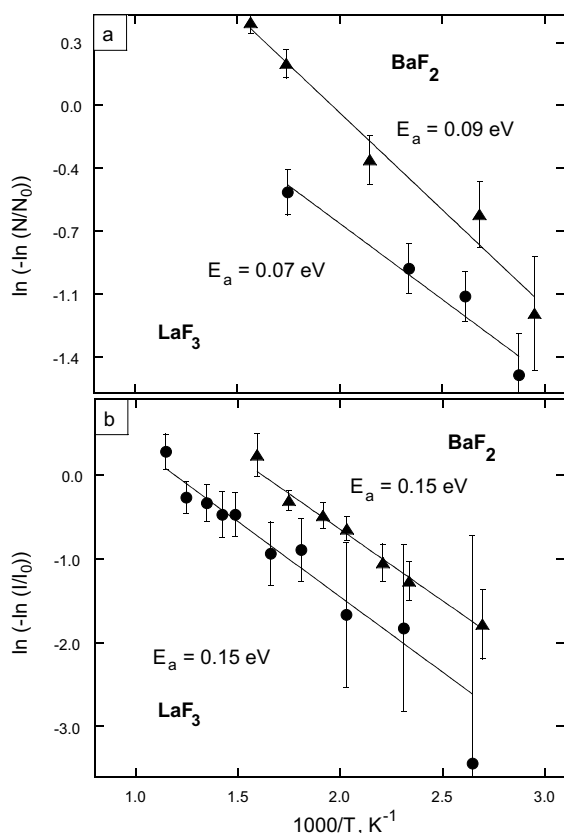 a
0.3
0.0
-0.4
-0.7
-1.1
-1.4
ln (-ln (N/N₀))
BaF₂
Eₐ = 0.09 eV
Eₐ = 0.07 eV
LaF₃
b
0.0
-1.0
-2.0
-3.0
ln (-ln (I/I₀))
BaF₂
Eₐ = 0.15 eV
Eₐ = 0.15 eV
LaF₃
1.0 1.5 2.0 2.5 3.0
1000/T, K⁻¹